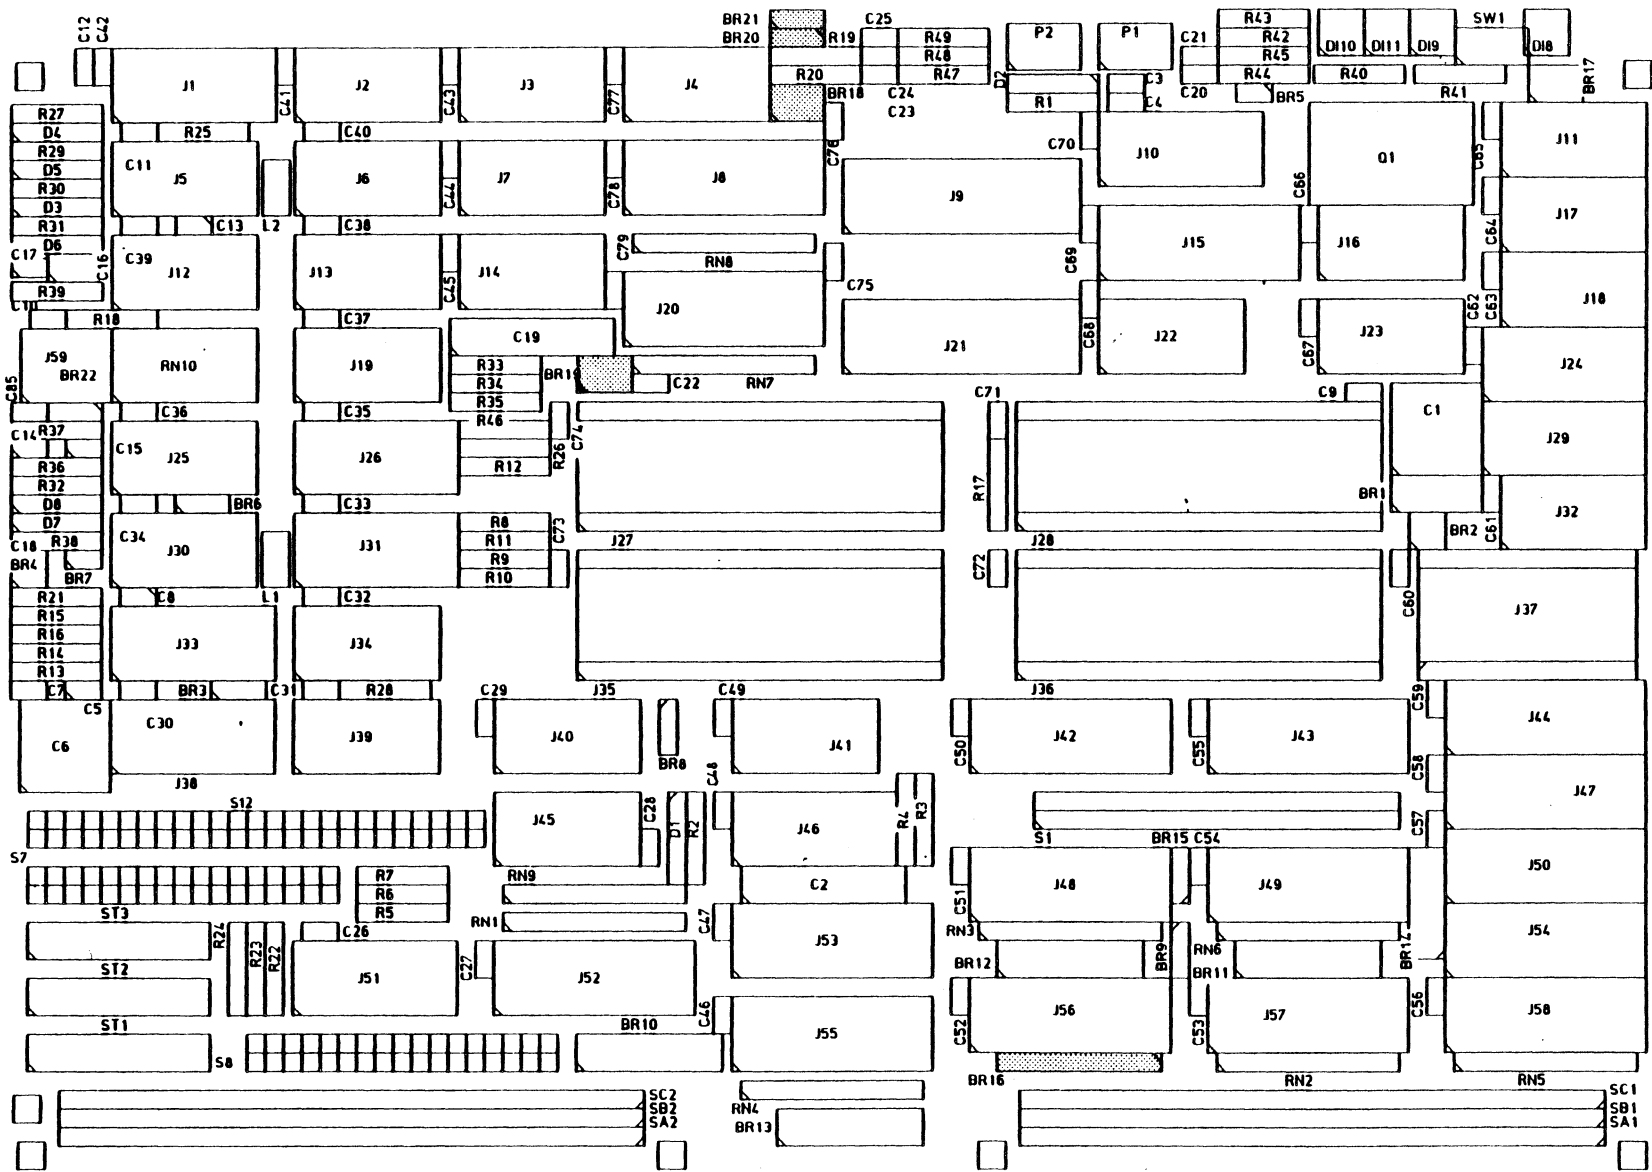 C12 C42 BR21 BR20 R19 C25 R49 R48 R47 P2 P1 C21 R43 R42 R45 R44 DI10 DI11 DI9 SW1 DI8
J1 C41 J2 C43 J3 C77 J4 R20 BR18 C24 C23 D2 R1 C3 C4 C20 BR5 R40 R41 BR17
R27
D4 R25 C40 C76 C70 J10 C66 Q1 C65 J11
R29
D5 C11 J5 J6 C44 J7 C78 J8 J9
R30
D3
R31 C13 L2 C38 J15 J16 C64 J17
D6
C17 C16 C39 J12 J13 C45 J14 C79 RN8 C75 C69
R39
C10 R18 C37 J20 C68 C62 C63 J18
J59 BR22 RN10 J19 C19 J21 J22 C67 J23 J24
C85 R33 R34 R35 BR19 C22 RN7 C71 C9 C1
C36 C35 R46
C14 R37 C15 J25 J26 R12 R26 C74 J29
R36
R32 R17 BR1
D8 BR6 C33
D7 R8 C73 BR2 C61 J32
C18 R38 C34 J30 J31 R11 J27 J28
BR4 BR7 R9 R10 C72
R21 C8 L1 C32 C60 J37
R15
R16 J33 J34
R14
R13
C7 BR3 C31 R28 C29 J35 C49 J36 C59
C5 C6 C30 J39 J40 J41 C50 J42 C55 J43 J44
J38 BR8 C48 C58
S12 J45 C28 D1 R2 J46 R4 R3 C57 J47
S7 S1 BR15 C54
R7 RN9 C2 C51 J48 J49 J50
R6
ST3 R5 RN1 C47 RN3 J54
R24 R23 R22 C26 J53 BR9 RN6 BR14
ST2 J51 C27 J52 BR12 BR11
ST1 BR10 C46 J55 C52 J56 C53 J57 C56 J58
S8 BR16 RN2 RN5
SC2 SC1
SB2 RN4 SB1
SA2 BR13 SA1